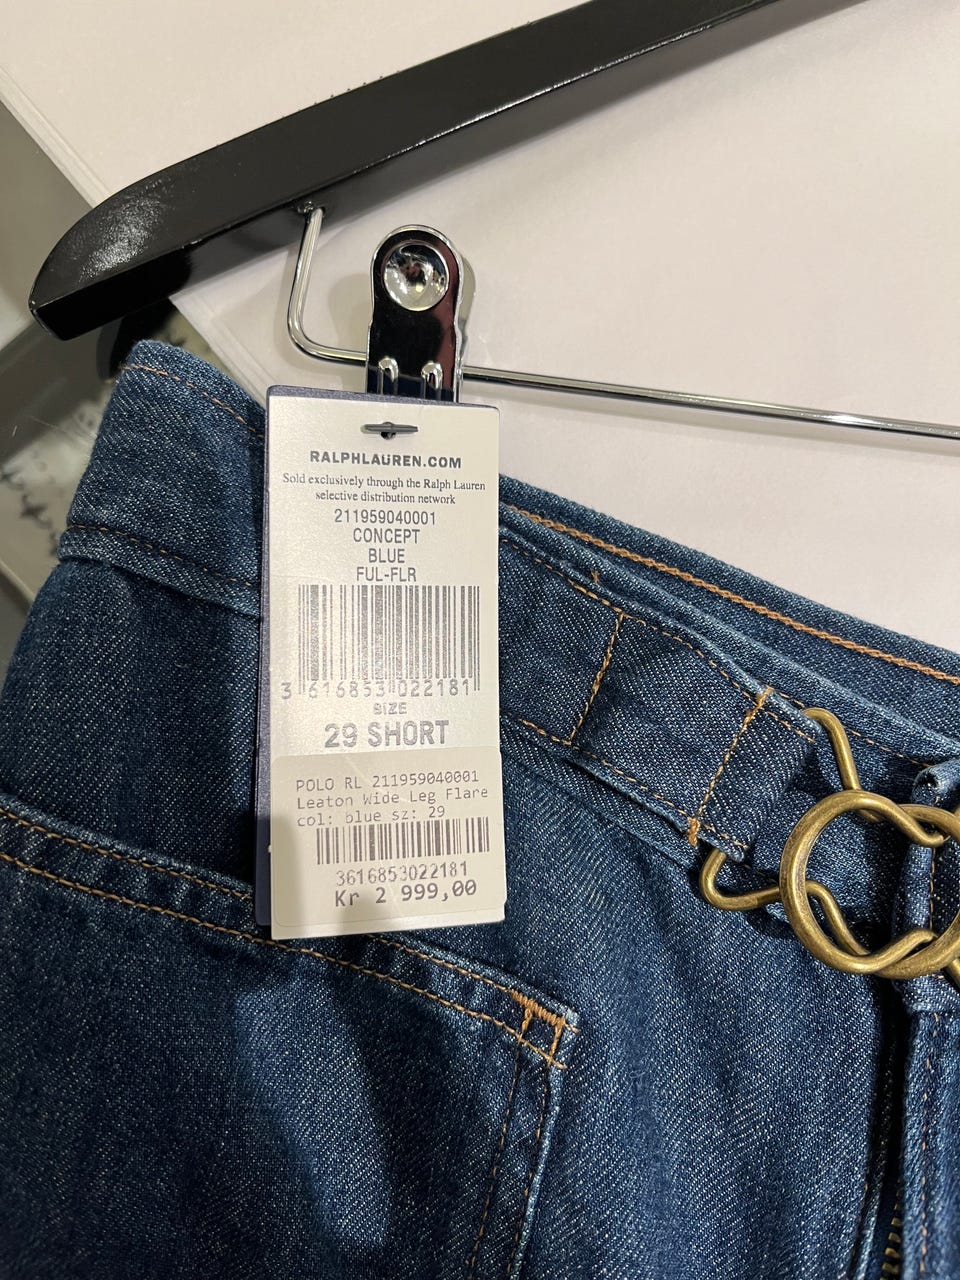 RALPHLAUREN.COM
Sold exclusively through the Ralph Lauren
selective distribution network
211959040001
CONCEPT
BLUE
FUL-FLR
3 616853 022181
SIZE
29 SHORT
POLO RL 211959040001
Leaton Wide Leg Flare
col: blue sz: 29
3616853022181
Kr 2 999,00